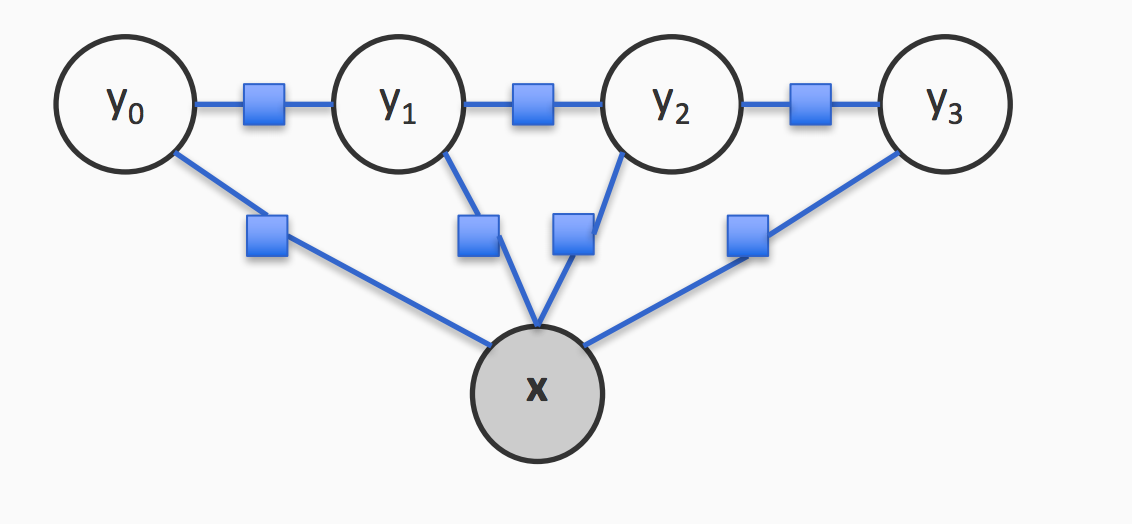 y₀ y₁ y₂ y₃
x